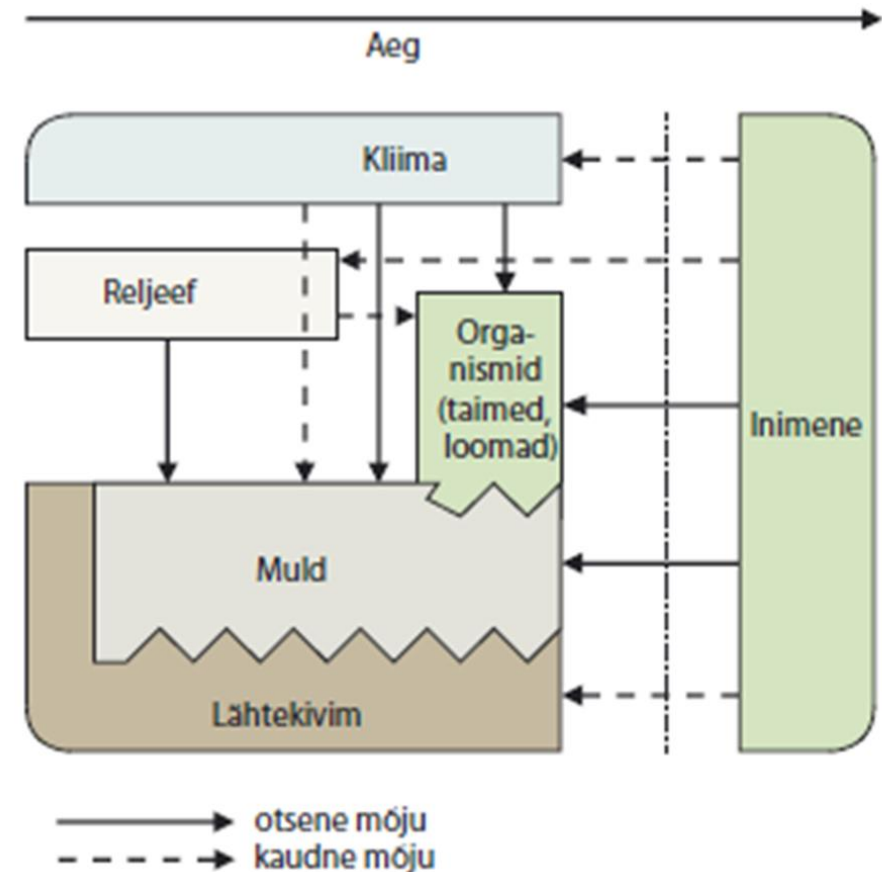 Aeg
Kliima
Reljeef
Orga-
nismid
(taimed,
loomad)
Inimene
Muld
Lähtekivim
otsene mõju
kaudne mõju